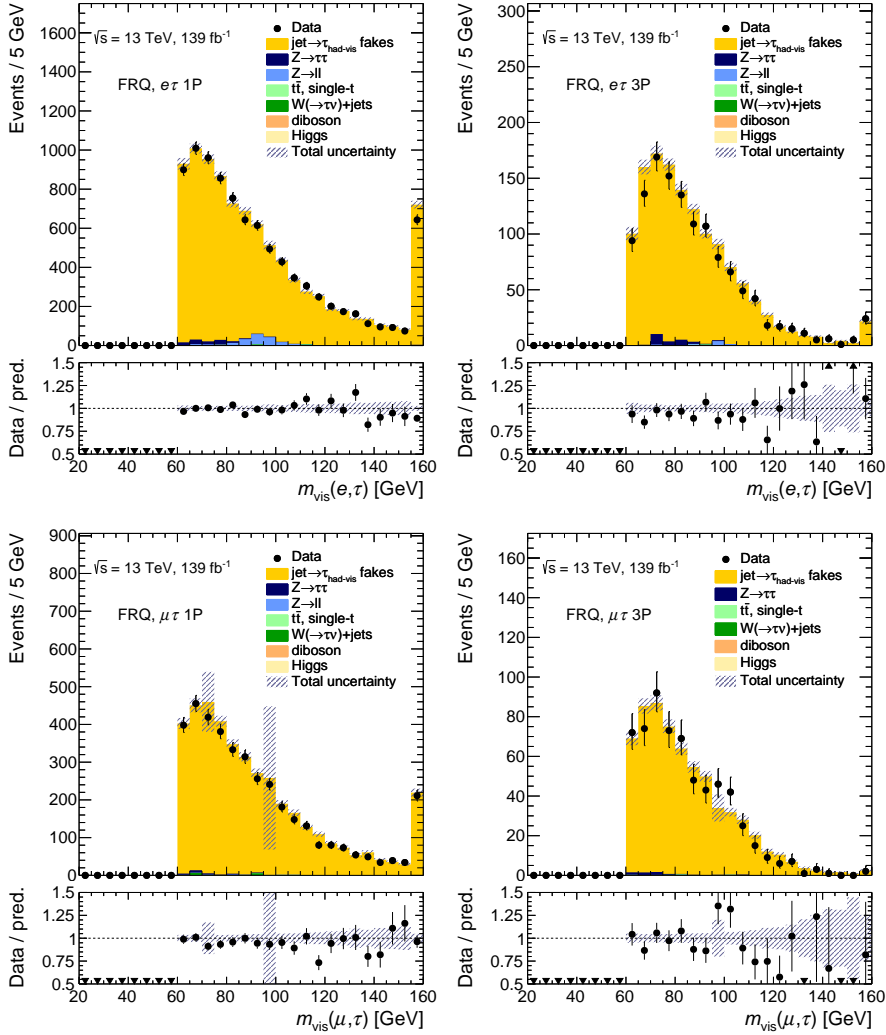 Events / 5 GeV
1600
1400
1200
1000
800
600
400
200
0
√s = 13 TeV, 139 fb⁻¹
FRQ, eτ 1P
Data
jet→τhad-vis fakes
Z→ττ
Z→ll
tt̄, single-t
W(→τν)+jets
diboson
Higgs
Total uncertainty
Data / pred.
1.5
1.25
1
0.75
0.5
20 40 60 80 100 120 140 160
mvis(e,τ) [GeV]
Events / 5 GeV
300
250
200
150
100
50
0
√s = 13 TeV, 139 fb⁻¹
FRQ, eτ 3P
Data
jet→τhad-vis fakes
Z→ττ
Z→ll
tt̄, single-t
W(→τν)+jets
diboson
Higgs
Total uncertainty
Data / pred.
1.5
1.25
1
0.75
0.5
20 40 60 80 100 120 140 160
mvis(e,τ) [GeV]
Events / 5 GeV
900
800
700
600
500
400
300
200
100
0
√s = 13 TeV, 139 fb⁻¹
FRQ, μτ 1P
Data
jet→τhad-vis fakes
Z→ττ
Z→ll
tt̄, single-t
W(→τν)+jets
diboson
Higgs
Total uncertainty
Data / pred.
1.5
1.25
1
0.75
0.5
20 40 60 80 100 120 140 160
mvis(μ,τ) [GeV]
Events / 5 GeV
160
140
120
100
80
60
40
20
0
√s = 13 TeV, 139 fb⁻¹
FRQ, μτ 3P
Data
jet→τhad-vis fakes
Z→ττ
Z→ll
tt̄, single-t
W(→τν)+jets
diboson
Higgs
Total uncertainty
Data / pred.
1.5
1.25
1
0.75
0.5
20 40 60 80 100 120 140 160
mvis(μ,τ) [GeV]